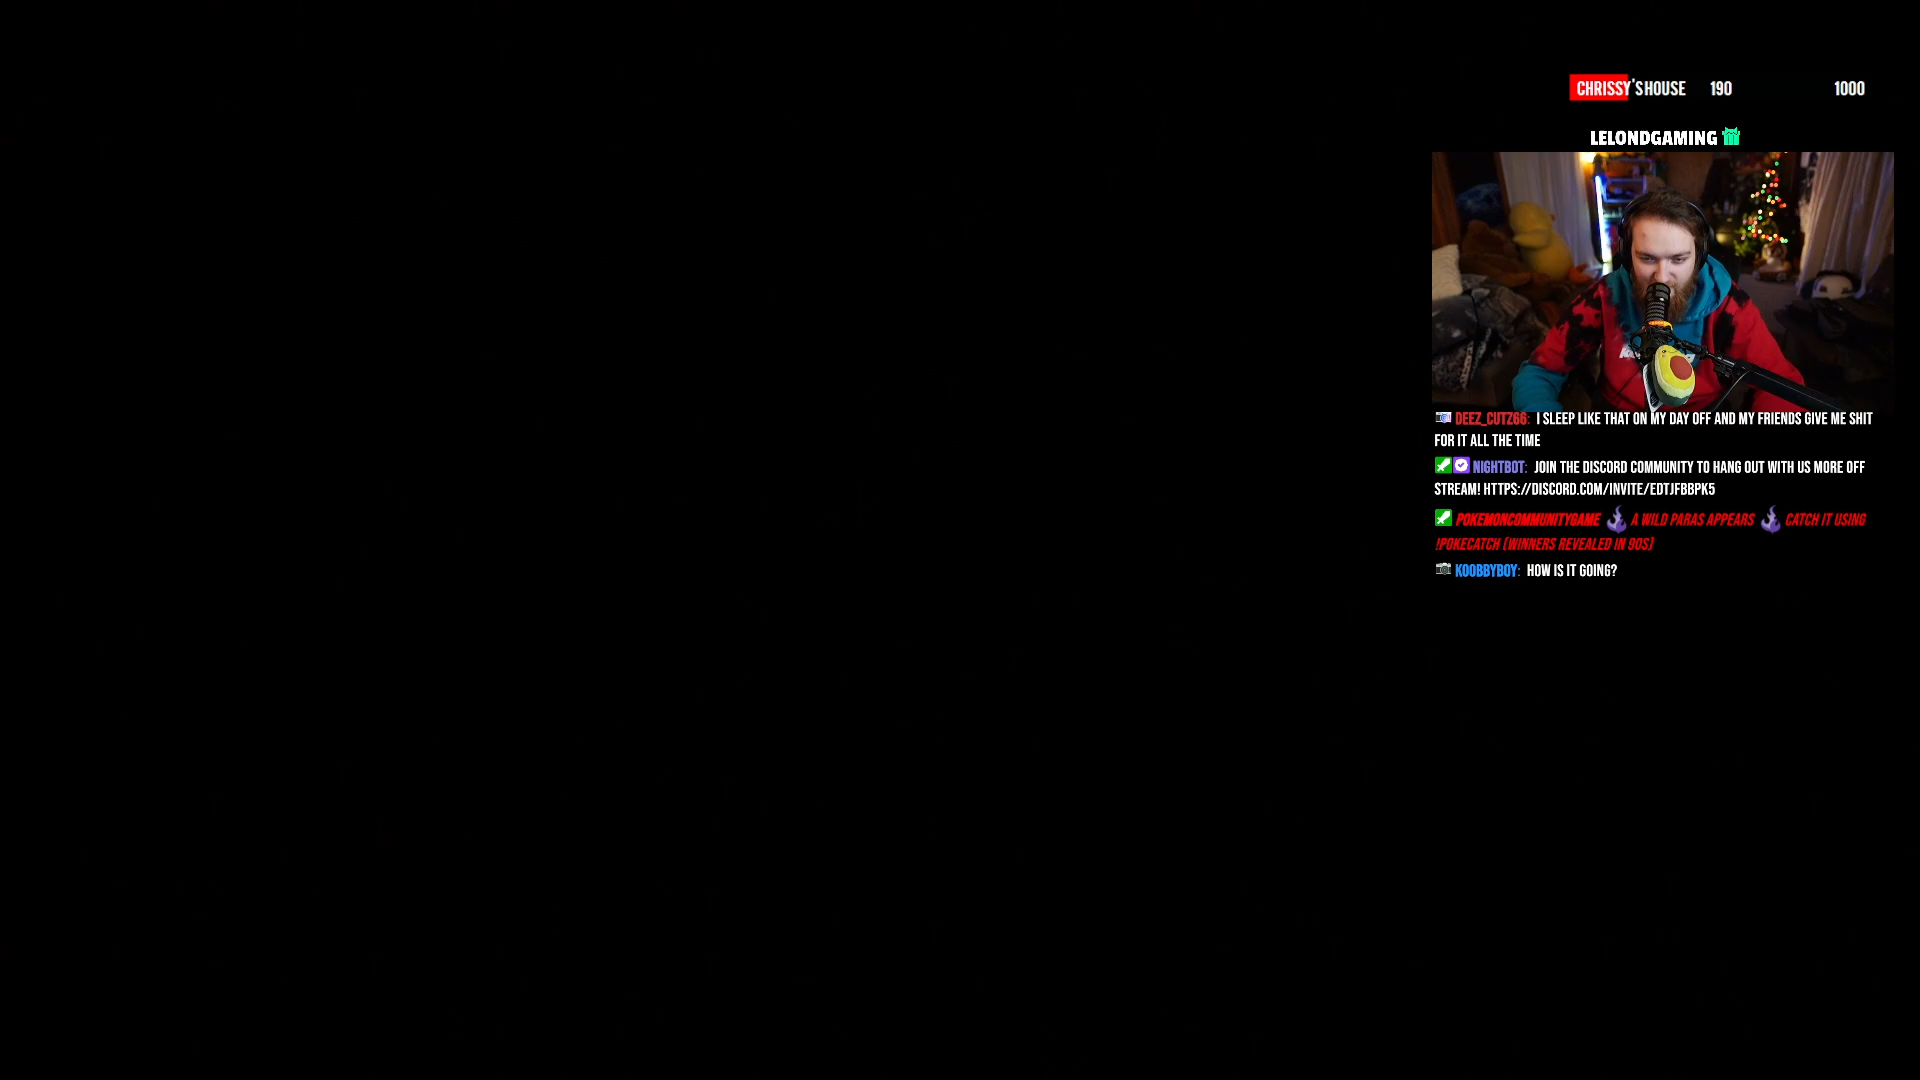 CHRISSY'S HOUSE 190 1000
LELONDGAMING
DEEZ_CUTZ66: I SLEEP LIKE THAT ON MY DAY OFF AND MY FRIENDS GIVE ME SHIT
FOR IT ALL THE TIME
NIGHTBOT: JOIN THE DISCORD COMMUNITY TO HANG OUT WITH US MORE OFF
STREAM! HTTPS://DISCORD.COM/INVITE/EDTJFBBPK5
POKEMONCOMMUNITYGAME A WILD PARAS APPEARS CATCH IT USING
!POKECATCH (WINNERS REVEALED IN 90S)
KOOBBYBOY: HOW IS IT GOING?